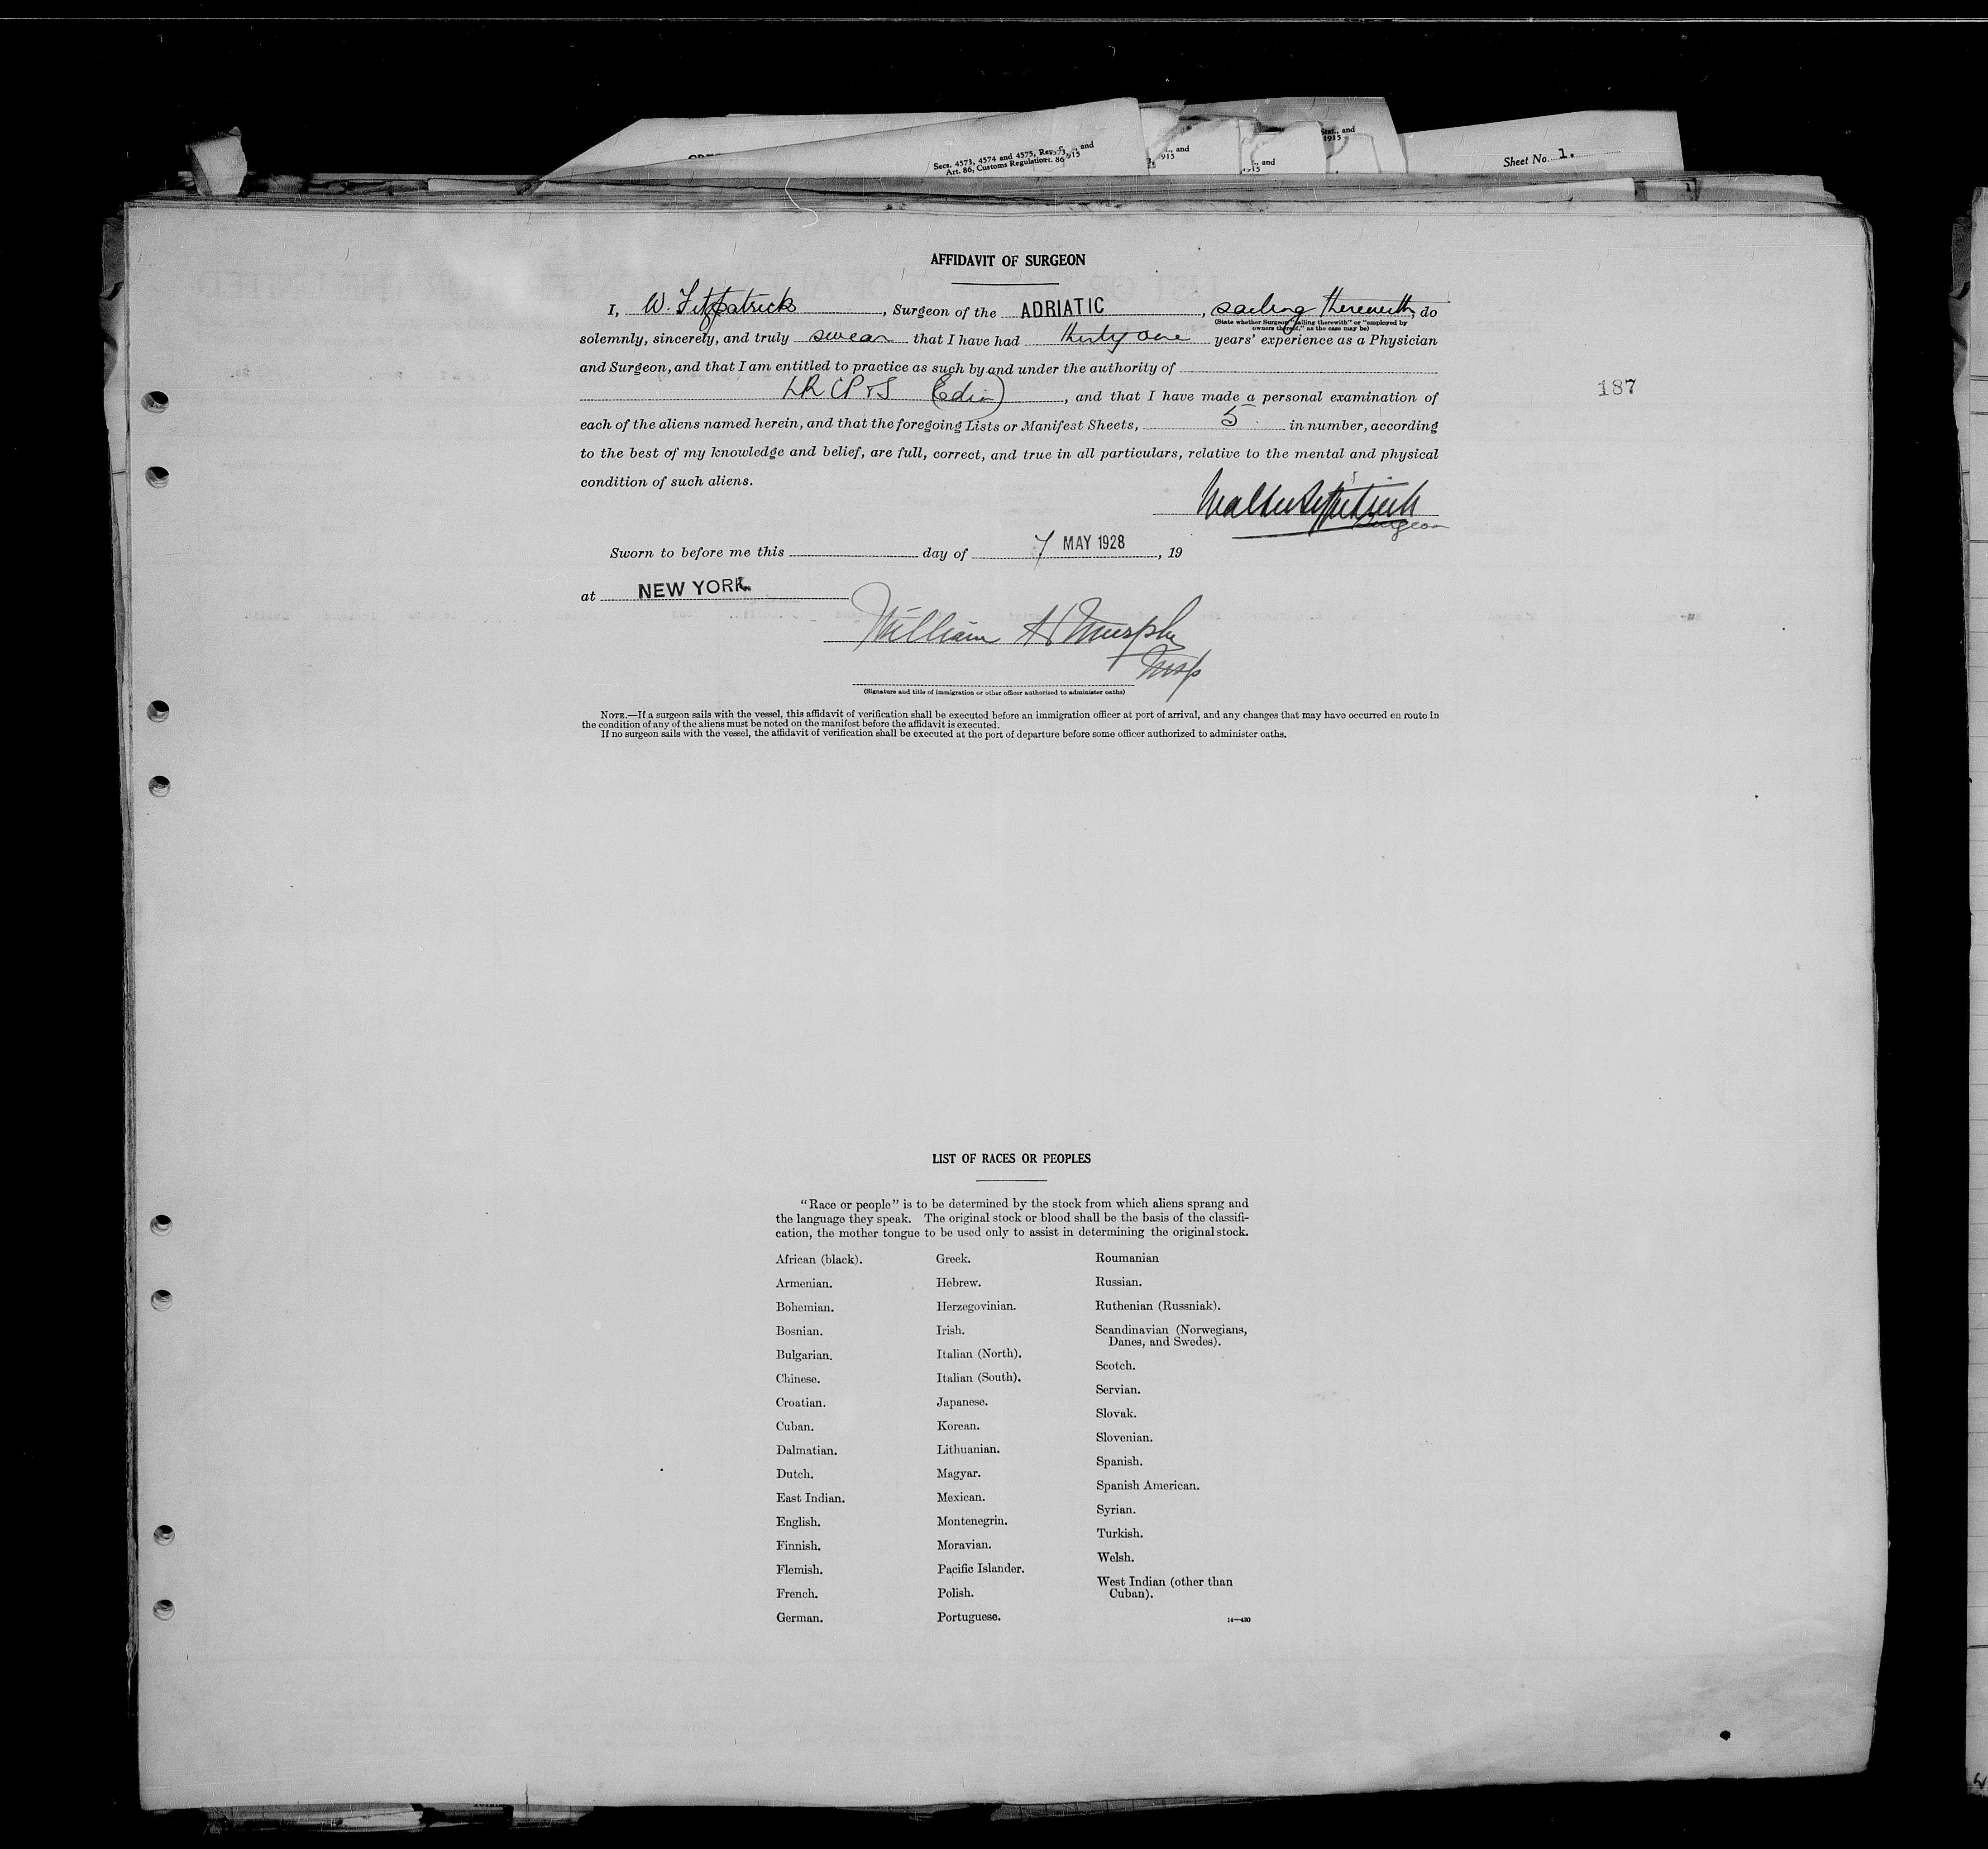 Secs. 4573, 4574 and 4575, Rev.
Art. 86, Customs Regulation
Sheet No. 1.
AFFIDAVIT OF SURGEON
I, W. Fitzpatrick, Surgeon of the ADRIATIC, sailing therewith, do
(State whether Surgeon "sailing therewith" or "employed by
owners thereof," as the case may be)
solemnly, sincerely, and truly swear that I have had thirty one years' experience as a Physician
and Surgeon, and that I am entitled to practice as such by and under the authority of
LRCP&S (Edin), and that I have made a personal examination of
187
each of the aliens named herein, and that the foregoing Lists or Manifest Sheets, 5 in number, according
to the best of my knowledge and belief, are full, correct, and true in all particulars, relative to the mental and physical
condition of such aliens.
Walter Fitzpatrick
Surgeon
Sworn to before me this day of 7 MAY 1928, 19
at NEW YORK
William H Murphy
Insp
(Signature and title of immigration or other officer authorized to administer oaths)
NOTE.—If a surgeon sails with the vessel, this affidavit of verification shall be executed before an immigration officer at port of arrival, and any changes that may have occurred en route in
the condition of any of the aliens must be noted on the manifest before the affidavit is executed.
If no surgeon sails with the vessel, the affidavit of verification shall be executed at the port of departure before some officer authorized to administer oaths.
LIST OF RACES OR PEOPLES
"Race or people" is to be determined by the stock from which aliens sprang and
the language they speak. The original stock or blood shall be the basis of the classifi-
cation, the mother tongue to be used only to assist in determining the original stock.
African (black).
Armenian.
Bohemian.
Bosnian.
Bulgarian.
Chinese.
Croatian.
Cuban.
Dalmatian.
Dutch.
East Indian.
English.
Finnish.
Flemish.
French.
German.
Greek.
Hebrew.
Herzegovinian.
Irish.
Italian (North).
Italian (South).
Japanese.
Korean.
Lithuanian.
Magyar.
Mexican.
Montenegrin.
Moravian.
Pacific Islander.
Polish.
Portuguese.
Roumanian
Russian.
Ruthenian (Russniak).
Scandinavian (Norwegians,
Danes, and Swedes).
Scotch.
Servian.
Slovak.
Slovenian.
Spanish.
Spanish American.
Syrian.
Turkish.
Welsh.
West Indian (other than
Cuban).
14—430